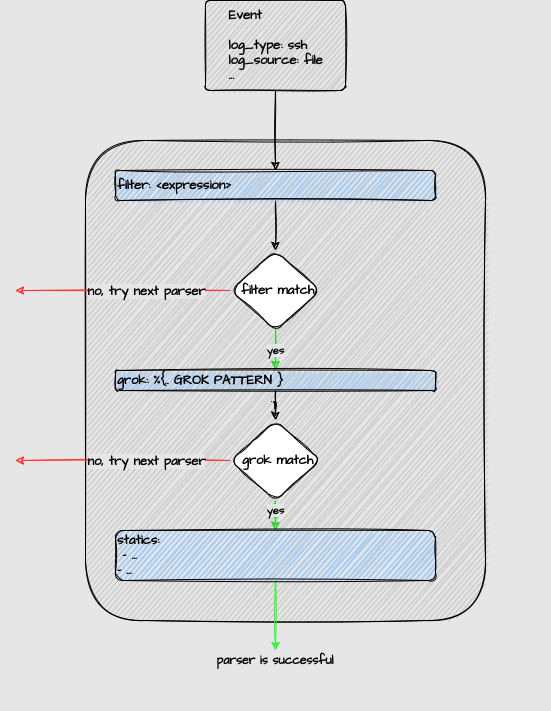 Event
log_type: ssh
log_source: file
...
filter: <expression>
filter match
no, try next parser
yes
grok: %{.. GROK PATTERN }
grok match
no, try next parser
yes
statics:
- ...
- ...
parser is successful